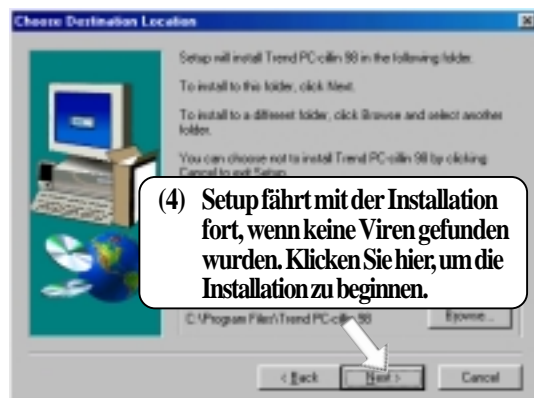 Choose Destination Location
Setup will install Trend PC-cillin 98 in the following folder.
To install to this folder, click Next.
To install to a different folder, click Browse and select another
folder.
You can choose not to install Trend PC-cillin 98 by clicking
Cancel to exit Setup.
(4) Setup fährt mit der Installation
fort, wenn keine Viren gefunden
wurden. Klicken Sie hier, um die
Installation zu beginnen.
C:\Program Files\Trend PC-cillin 98
Browse...
< Back
Next >
Cancel